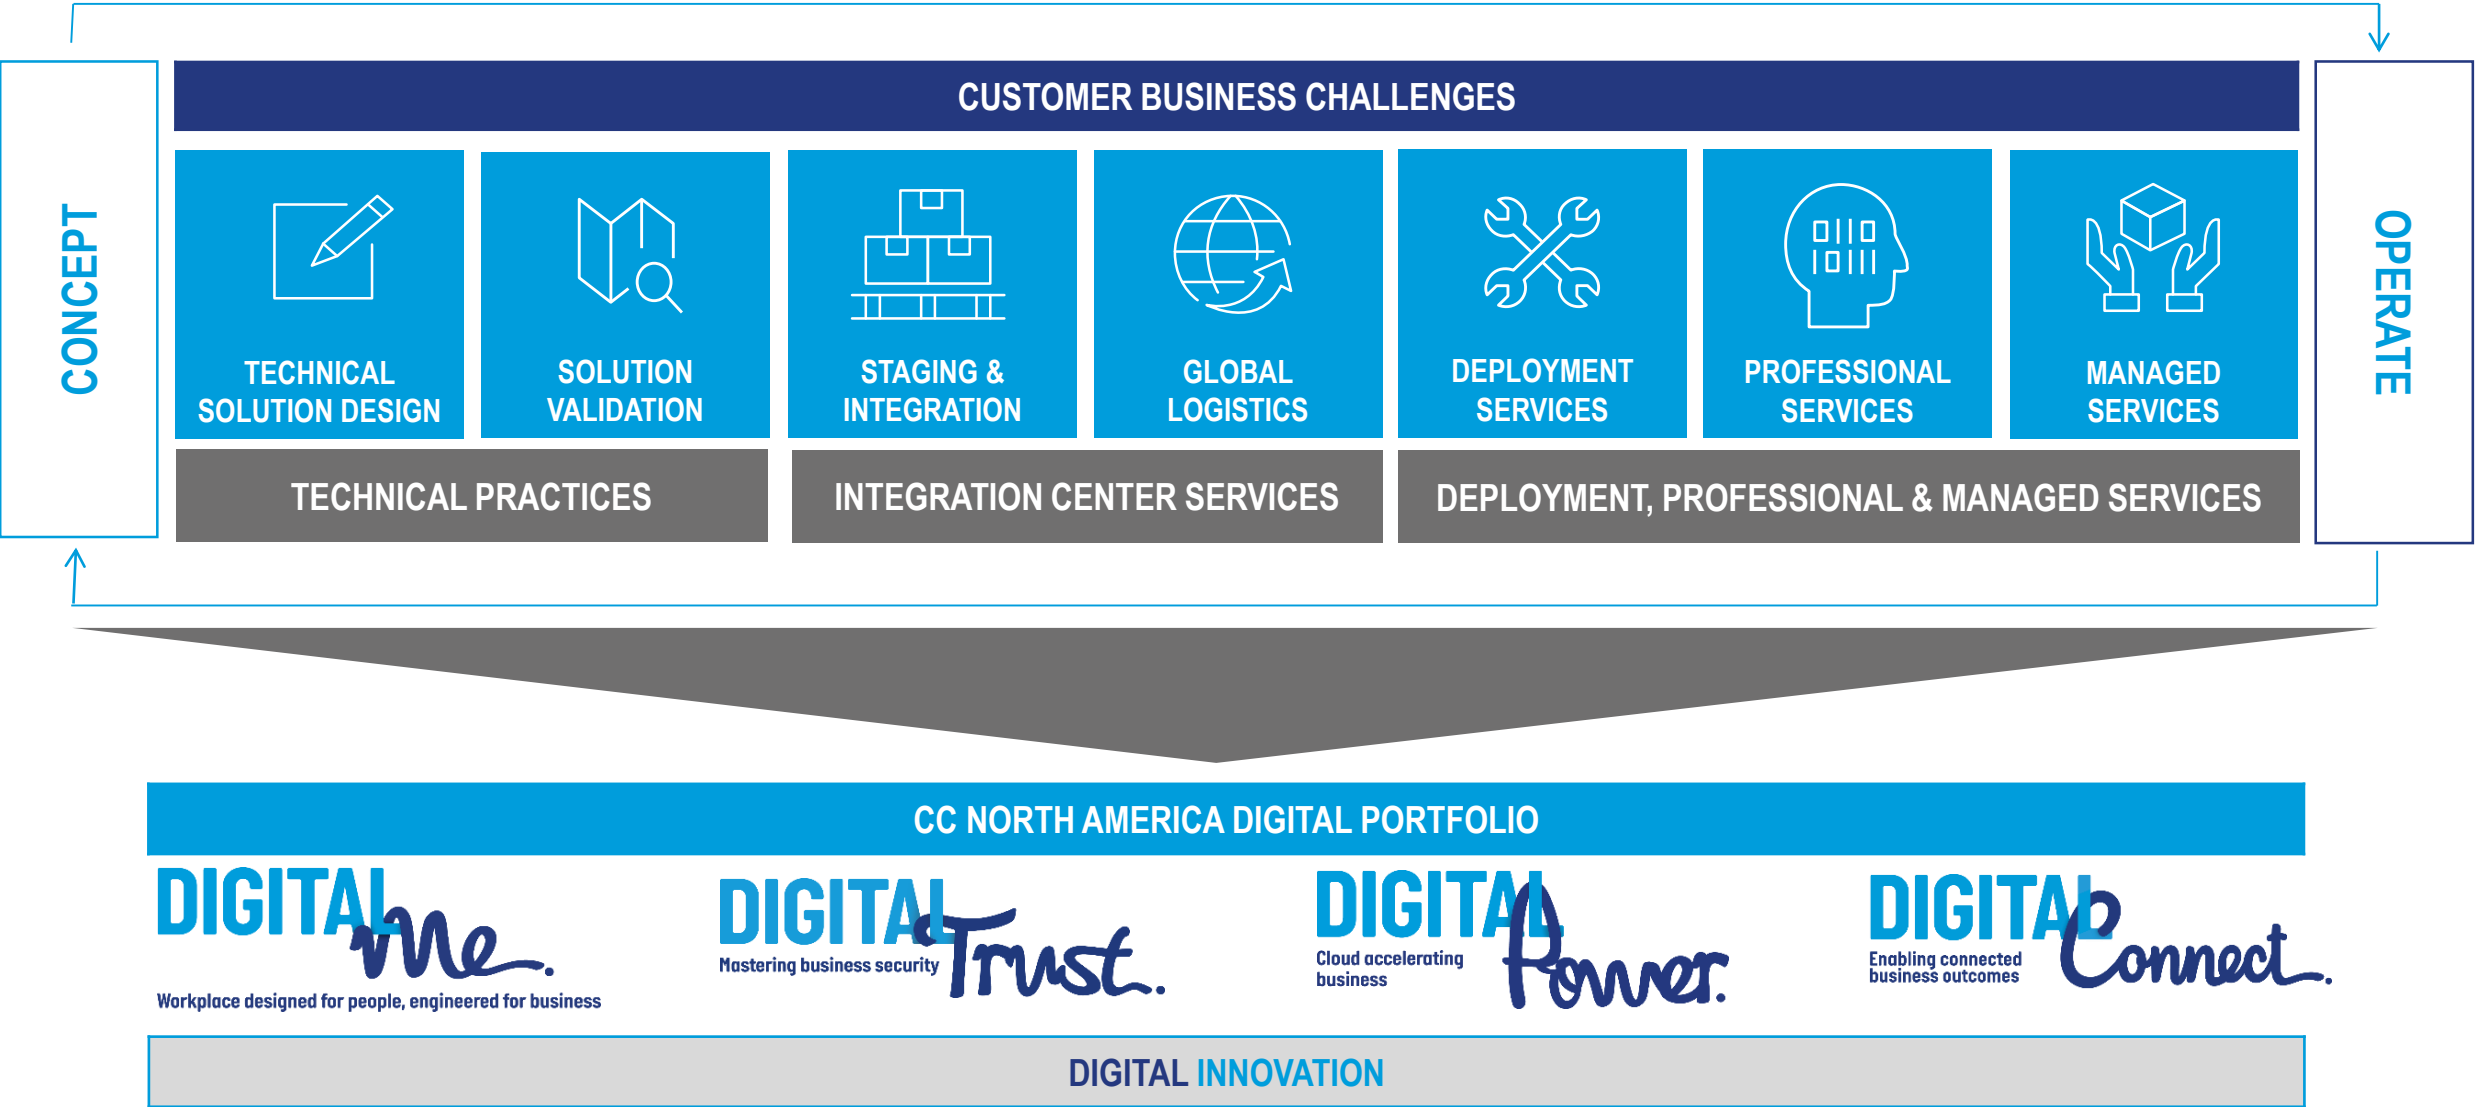 CUSTOMER BUSINESS CHALLENGES
CONCEPT
TECHNICAL
SOLUTION DESIGN
SOLUTION
VALIDATION
STAGING &
INTEGRATION
GLOBAL
LOGISTICS
DEPLOYMENT
SERVICES
PROFESSIONAL
SERVICES
MANAGED
SERVICES
OPERATE
TECHNICAL PRACTICES
INTEGRATION CENTER SERVICES
DEPLOYMENT, PROFESSIONAL & MANAGED SERVICES
CC NORTH AMERICA DIGITAL PORTFOLIO
DIGITAL Me.
Workplace designed for people, engineered for business
DIGITAL Trust.
Mastering business security
DIGITAL Power.
Cloud accelerating
business
DIGITAL Connect.
Enabling connected
business outcomes
DIGITAL INNOVATION